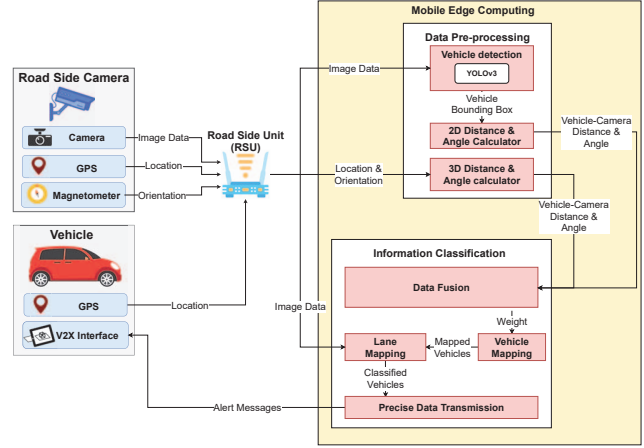 Mobile Edge Computing
Data Pre-processing
Vehicle detection
YOLOv3
Image Data
Vehicle
Bounding Box
2D Distance &
Angle Calculator
Vehicle-Camera
Distance &
Angle
3D Distance &
Angle calculator
Location &
Orientation
Vehicle-Camera
Distance &
Angle
Road Side Camera
Camera
GPS
Magnetometer
Image Data
Location
Orientation
Road Side Unit
(RSU)
Vehicle
GPS
V2X Interface
Location
Alert Messages
Information Classification
Data Fusion
Image Data
Weight
Lane
Mapping
Mapped
Vehicles
Vehicle
Mapping
Classified
Vehicles
Precise Data Transmission